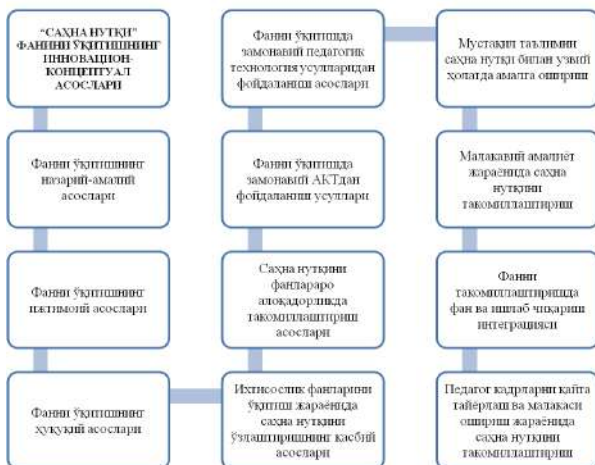 “САҲНА НУТҚИ”
ФАНИНИ ЎҚИТИШНИНГ
ИННОВАЦИОН-
КОНЦЕПТУАЛ
АСОСЛАРИ
Фанни ўқитишнинг
назарий-амалий
асослари
Фанни ўқитишнинг
ижтимоий асослари
Фанни ўқитишнинг
ҳуқуқий асослари
Ихтисослик фанларини
ўқитиш жараёнида
саҳна нутқини
ўзлаштиришнинг касбий
асослари
Саҳна нутқини
фанлараро
алоқадорликда
такомиллаштириш
асослари
Фанни ўқитишда
замонавий АКТдан
фойдаланиш усуллари
Фанни ўқитишда
замонавий педагогик
технология усулларидан
фойдаланиш асослари
Мустақил таълимни
саҳна нутқи билан узвий
ҳолатда амалга ошириш
Малакавий амалиёт
жараёнида саҳна
нутқини
такомиллаштириш
Фанни
такомиллаштиришда
фан ва ишлаб чиқариш
интеграцияси
Педагог кадрларни қайта
тайёрлаш ва малакаси
ошириш жараёнида
саҳна нутқини
такомиллаштириш